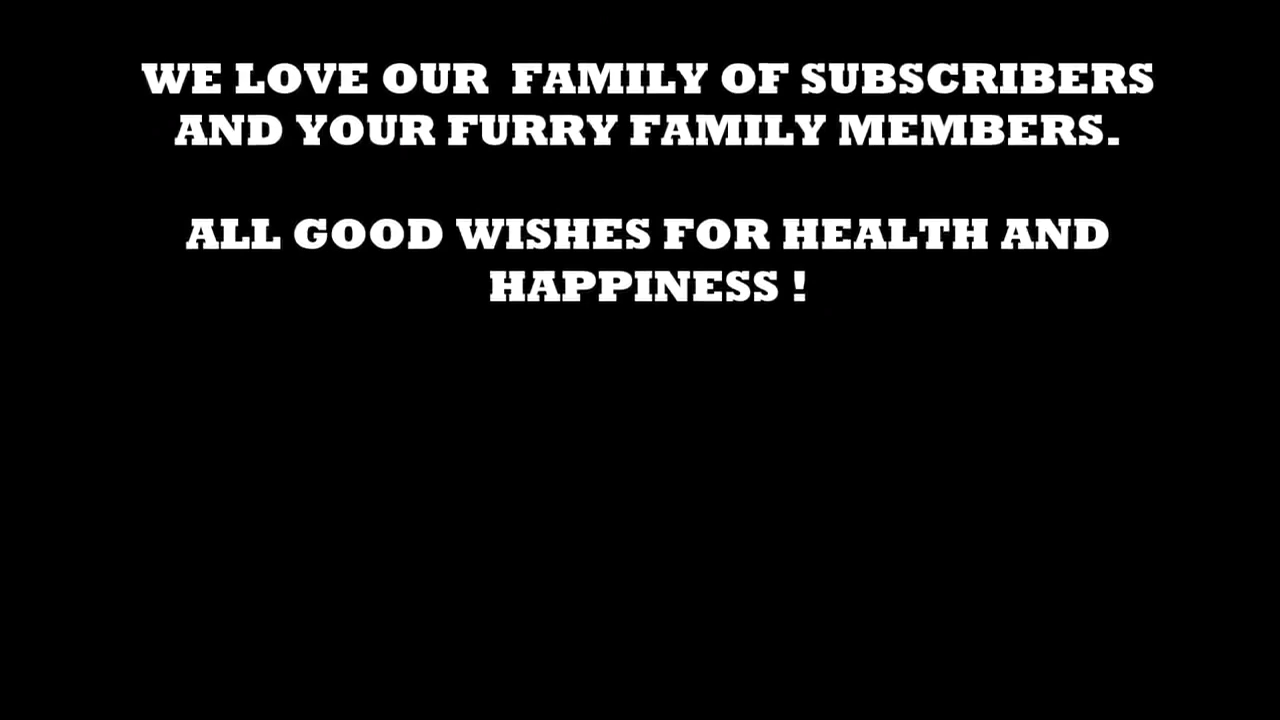 WE LOVE OUR  FAMILY OF SUBSCRIBERS
AND YOUR FURRY FAMILY MEMBERS.
ALL GOOD WISHES FOR HEALTH AND
HAPPINESS !